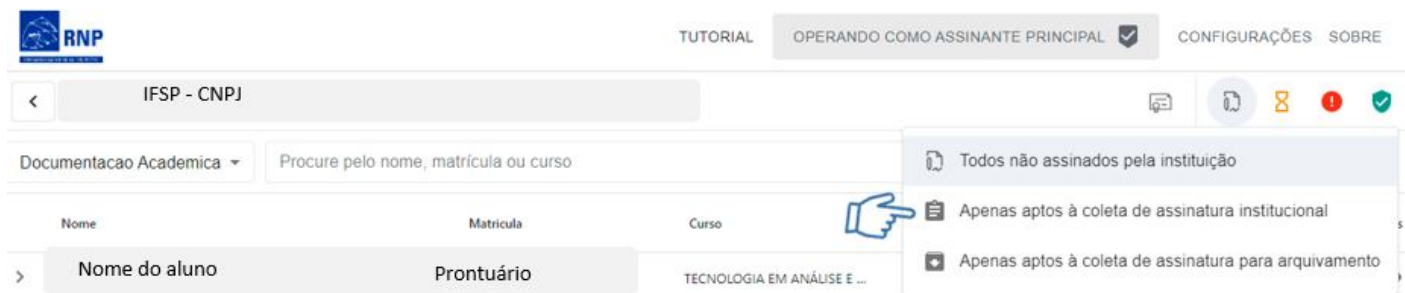 RNP
TUTORIAL OPERANDO COMO ASSINANTE PRINCIPAL CONFIGURAÇÕES SOBRE
IFSP - CNPJ
Documentacao Academica Procure pelo nome, matrícula ou curso
Todos não assinados pela instituição
Apenas aptos à coleta de assinatura institucional
Apenas aptos à coleta de assinatura para arquivamento
Nome Matricula Curso
Nome do aluno Prontuário TECNOLOGIA EM ANÁLISE E ...